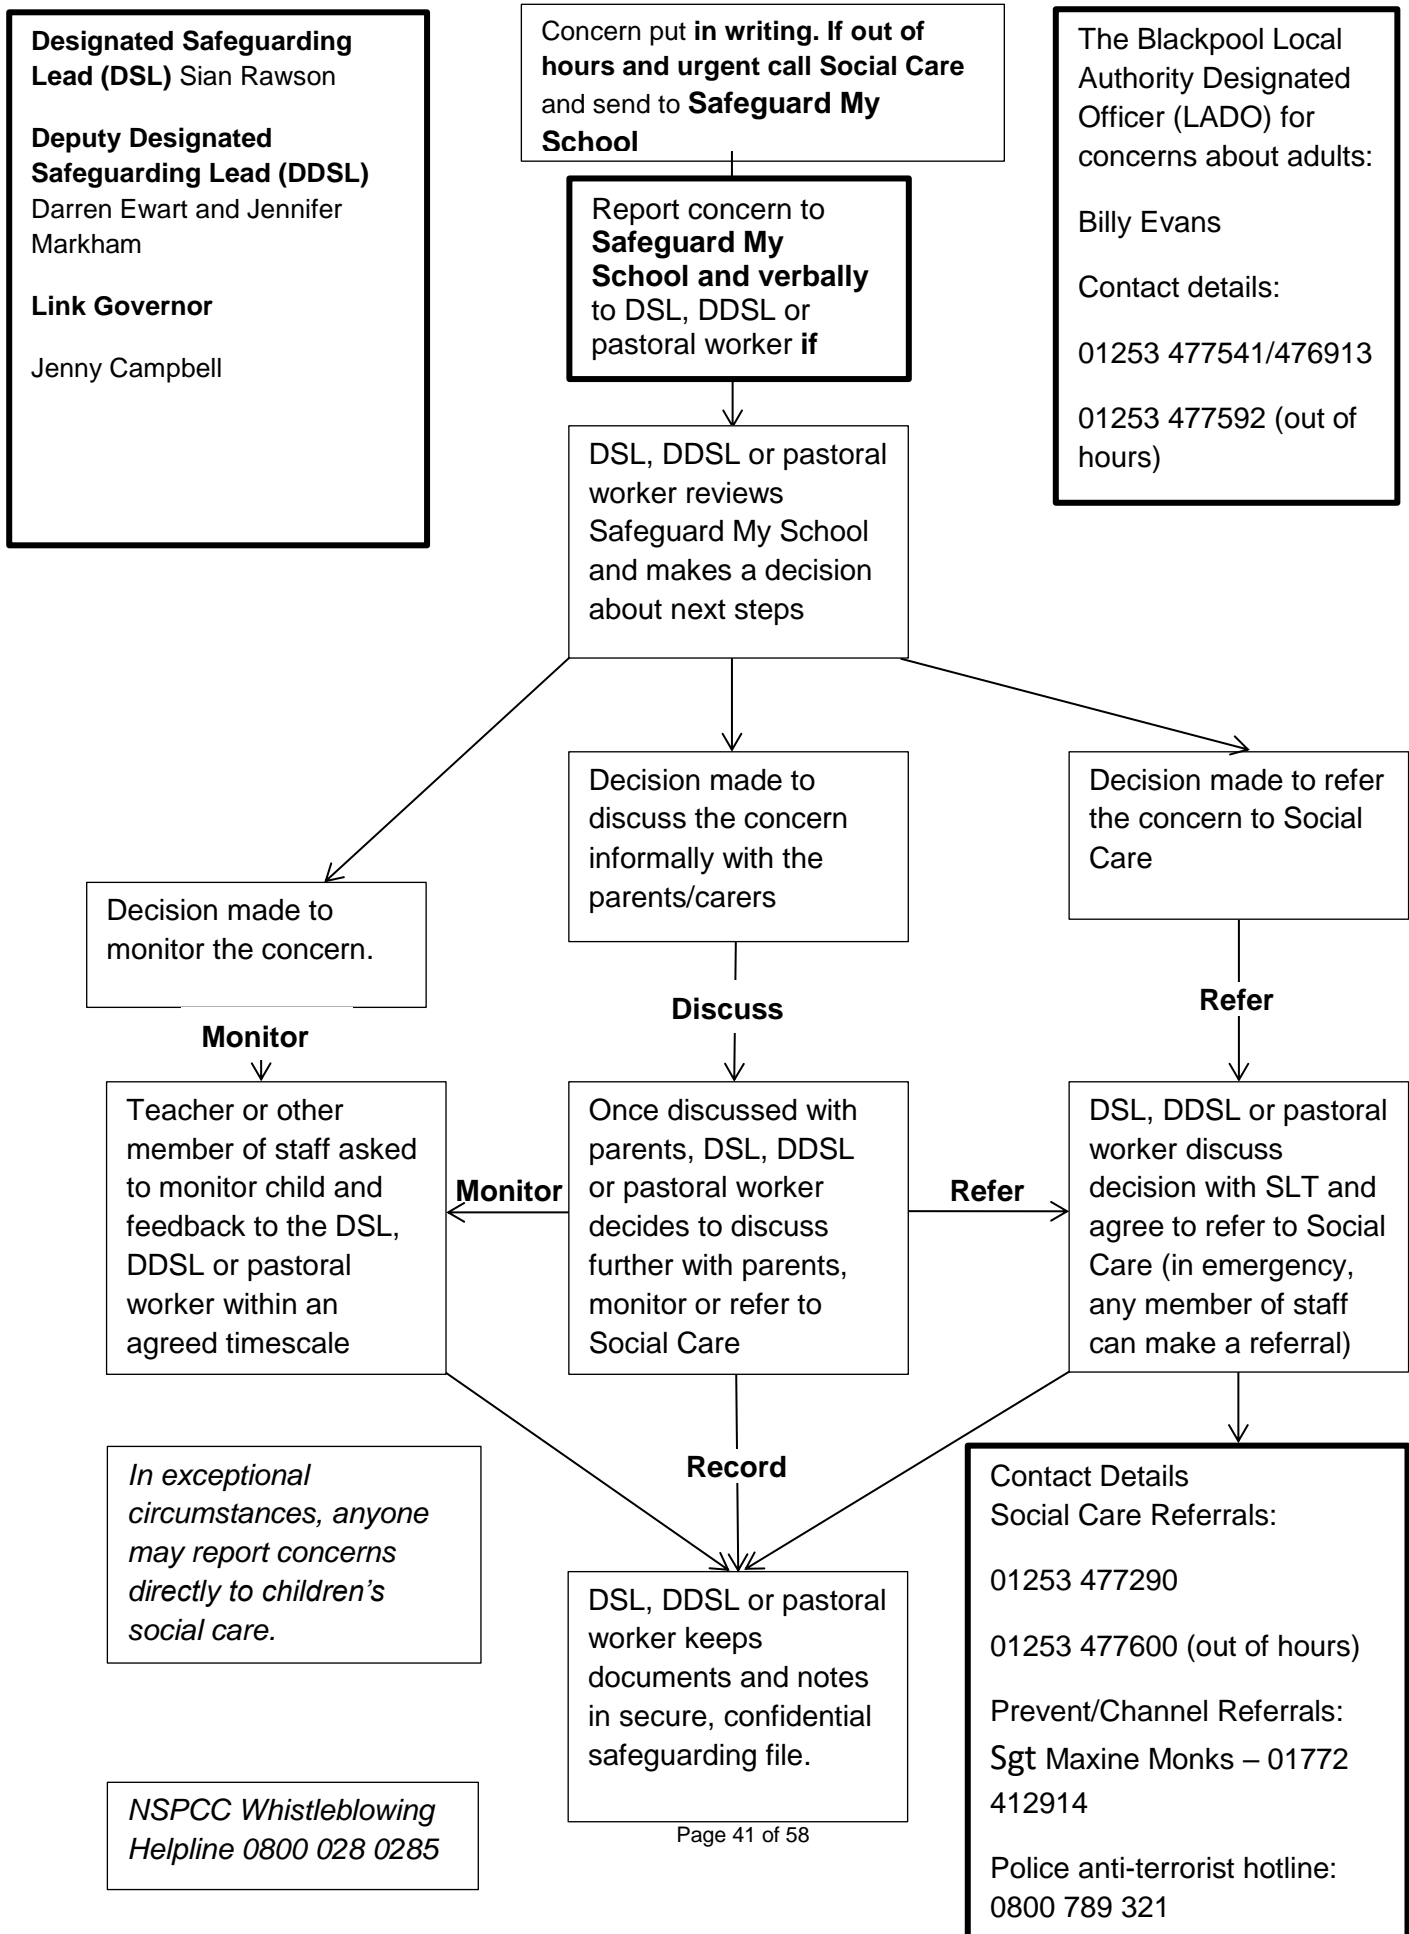 Designated Safeguarding
Lead (DSL) Sian Rawson
Deputy Designated
Safeguarding Lead (DDSL)
Darren Ewart and Jennifer
Markham
Link Governor
Jenny Campbell
Concern put in writing. If out of
hours and urgent call Social Care
and send to Safeguard My
School
The Blackpool Local
Authority Designated
Officer (LADO) for
concerns about adults:
Billy Evans
Contact details:
01253 477541/476913
01253 477592 (out of
hours)
Report concern to
Safeguard My
School and verbally
to DSL, DDSL or
pastoral worker if
DSL, DDSL or pastoral
worker reviews
Safeguard My School
and makes a decision
about next steps
Decision made to
monitor the concern.
Decision made to
discuss the concern
informally with the
parents/carers
Decision made to refer
the concern to Social
Care
Monitor
Discuss
Refer
Teacher or other
member of staff asked
to monitor child and
feedback to the DSL,
DDSL or pastoral
worker within an
agreed timescale
Monitor
Once discussed with
parents, DSL, DDSL
or pastoral worker
decides to discuss
further with parents,
monitor or refer to
Social Care
Refer
DSL, DDSL or pastoral
worker discuss
decision with SLT and
agree to refer to Social
Care (in emergency,
any member of staff
can make a referral)
In exceptional
circumstances, anyone
may report concerns
directly to children’s
social care.
Record
DSL, DDSL or pastoral
worker keeps
documents and notes
in secure, confidential
safeguarding file.
Contact Details
Social Care Referrals:
01253 477290
01253 477600 (out of hours)
Prevent/Channel Referrals:
Sgt Maxine Monks – 01772
412914
Police anti-terrorist hotline:
0800 789 321
NSPCC Whistleblowing
Helpline 0800 028 0285
Page 41 of 58